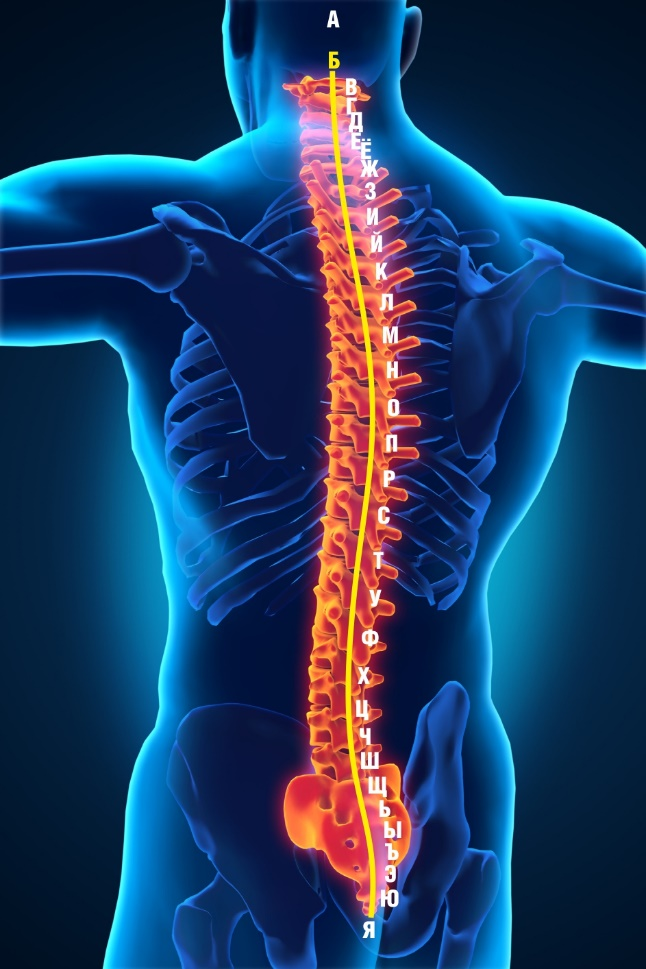 А
Б
В
Г
Д
Е
Ё
Ж
З
И
Й
К
Л
М
Н
О
П
Р
С
Т
У
Ф
Х
Ц
Ч
Ш
Щ
Ь
Ы
Ъ
Э
Ю
Я